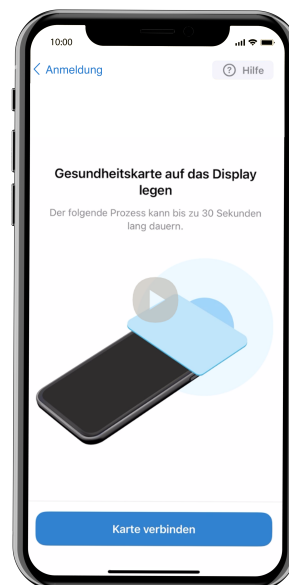 10:00
Anmeldung
Hilfe
Gesundheitskarte auf das Display
legen
Der folgende Prozess kann bis zu 30 Sekunden
lang dauern.
Karte verbinden